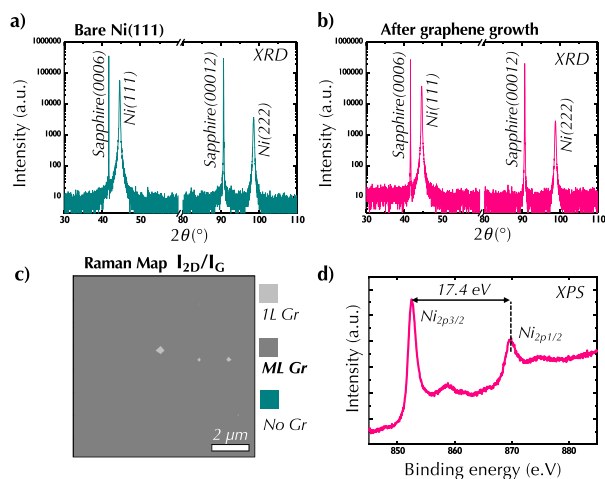 a) Bare Ni(111)
XRD
Intensity (a.u.)
1000000
100000
10000
1000
100
10
Sapphire(0006)
Ni(111)
Sapphire(00012)
Ni(222)
30 40 50 60 80 90 100 110
2θ(°)
b) After graphene growth
XRD
Intensity (a.u.)
1000000
100000
10000
1000
100
10
Sapphire(0006)
Ni(111)
Sapphire(00012)
Ni(222)
30 40 50 60 80 90 100 110
2θ(°)
c) Raman Map I2D/IG
1L Gr
ML Gr
No Gr
2 μm
d)
17.4 eV
XPS
Ni2p3/2
Ni2p1/2
Intensity (a.u.)
850 860 870 880
Binding energy (e.V)